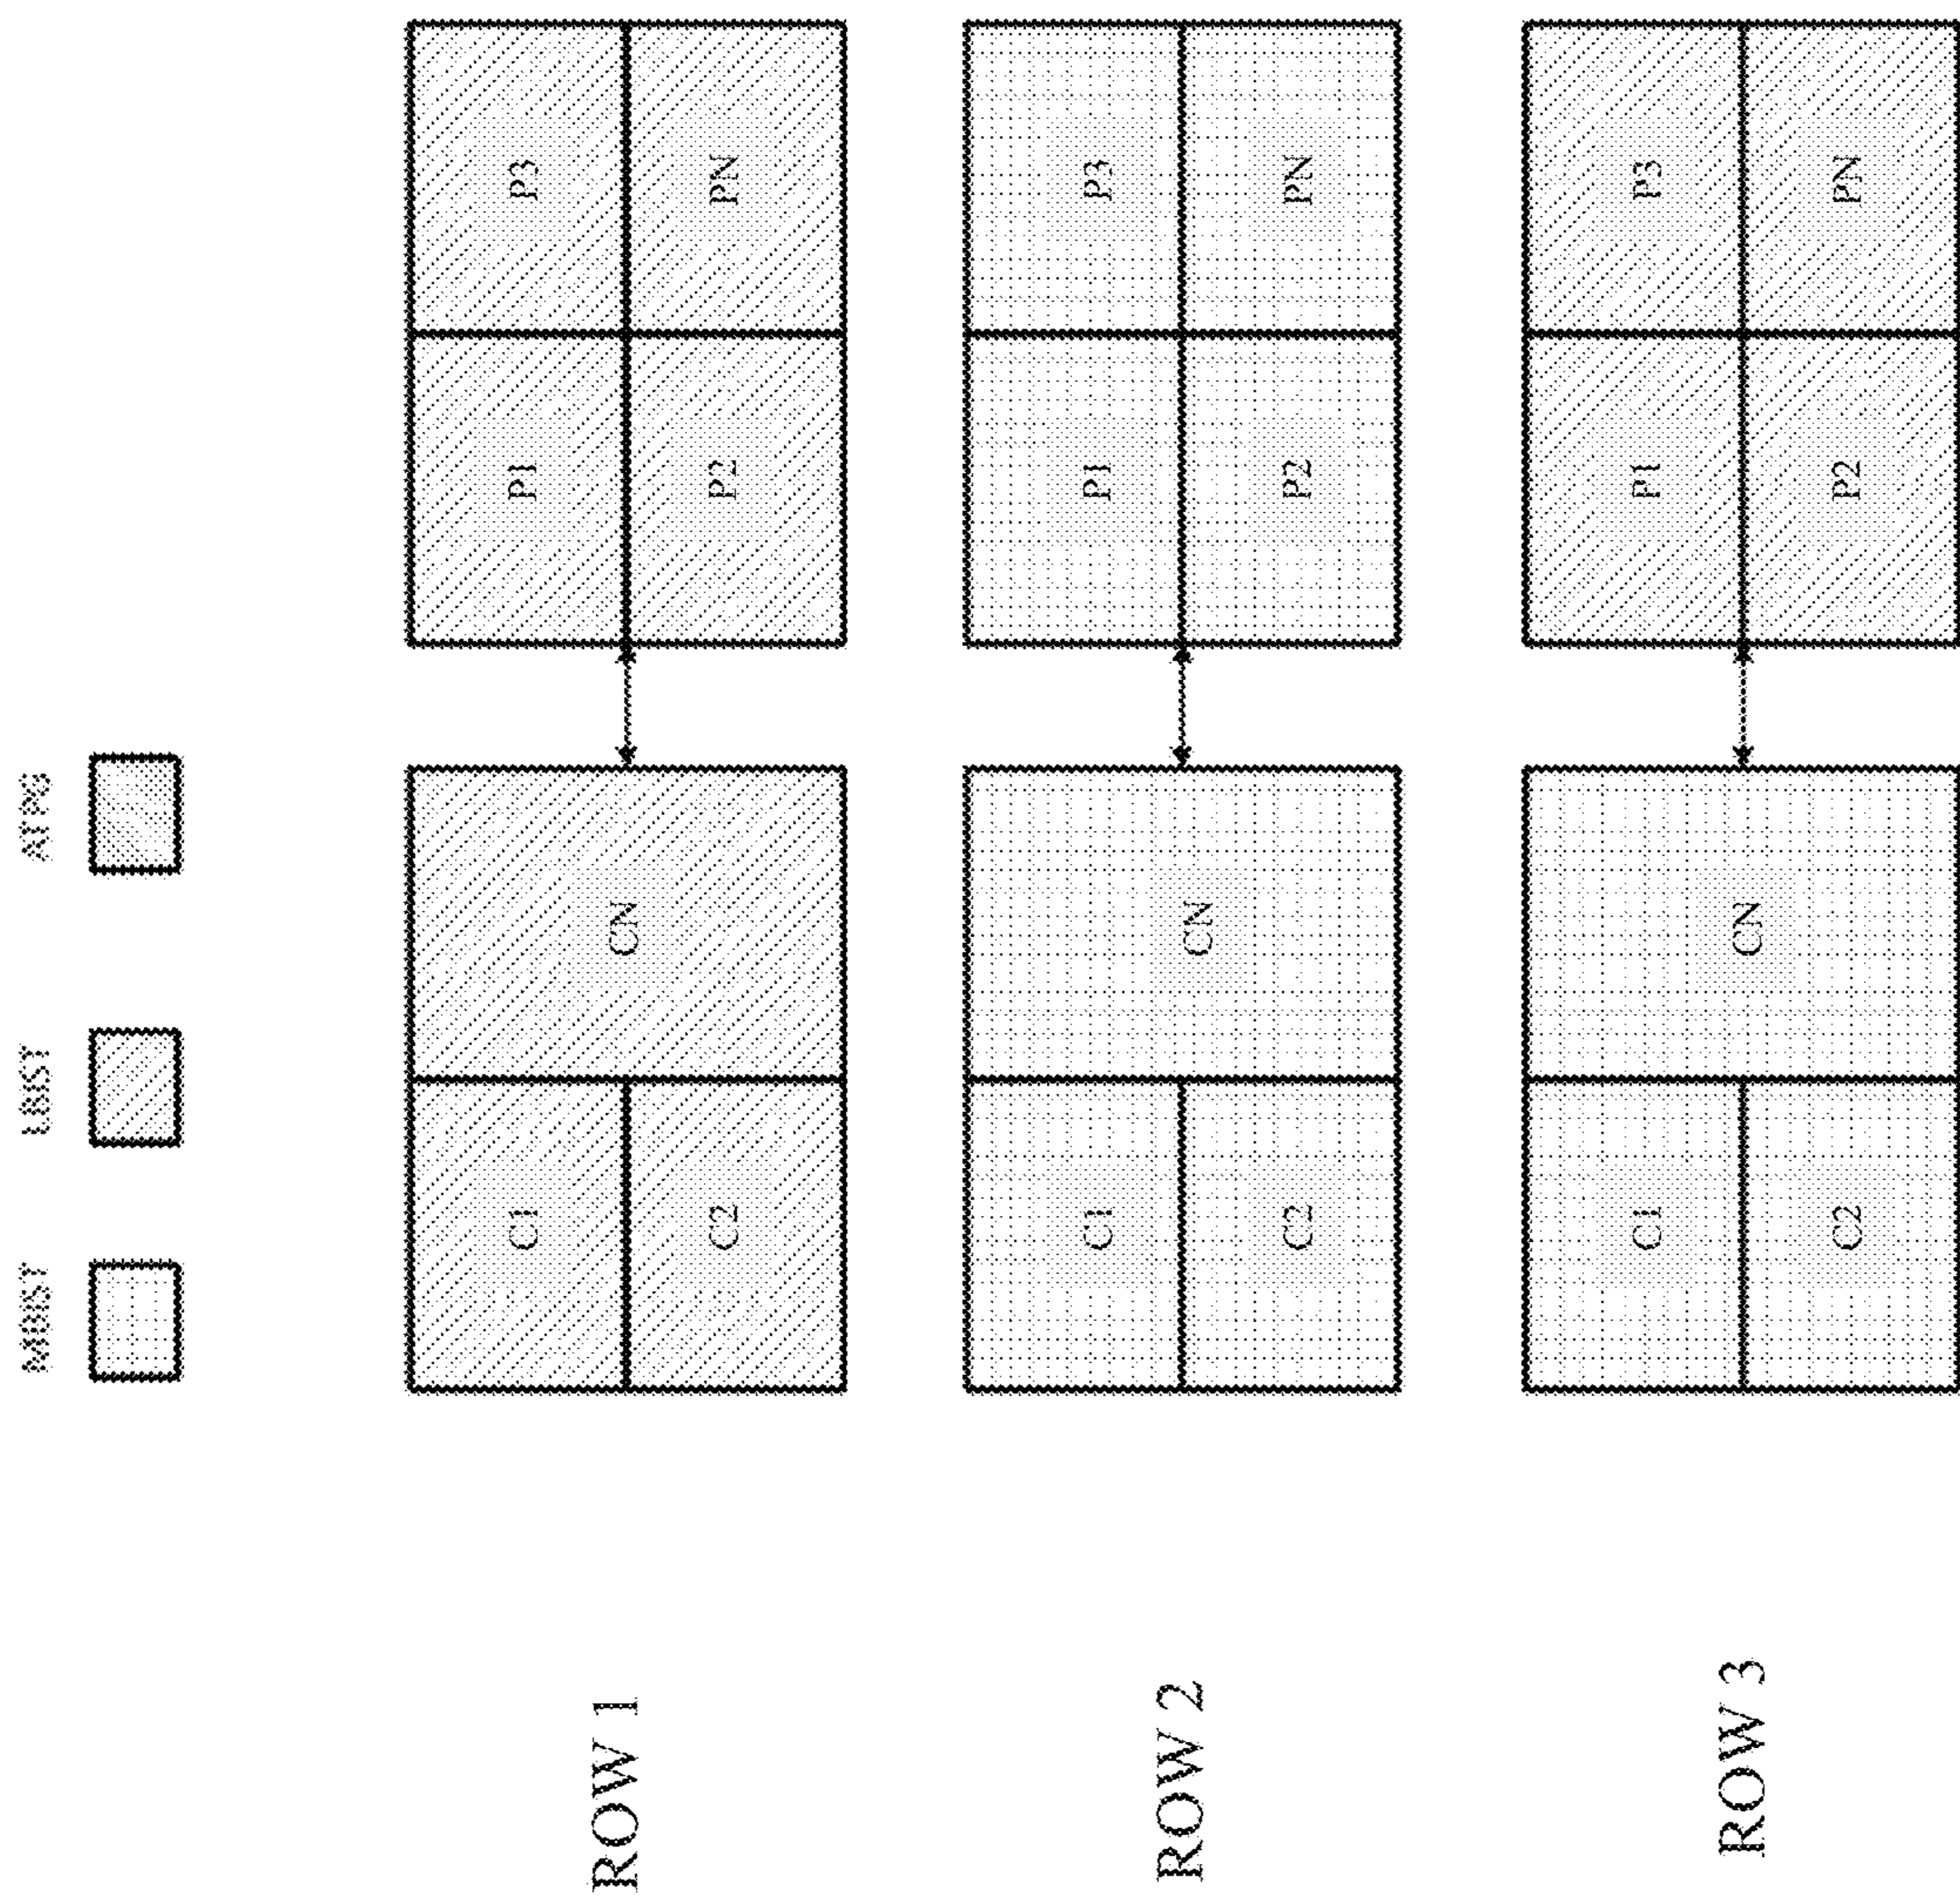 MBIST LBIST ATPG
ROW 1
C1 P1 P3
CN
C2 P2 PN
ROW 2
C1 P1 P3
CN
C2 P2 PN
ROW 3
C1 P1 P3
CN
C2 P2 PN